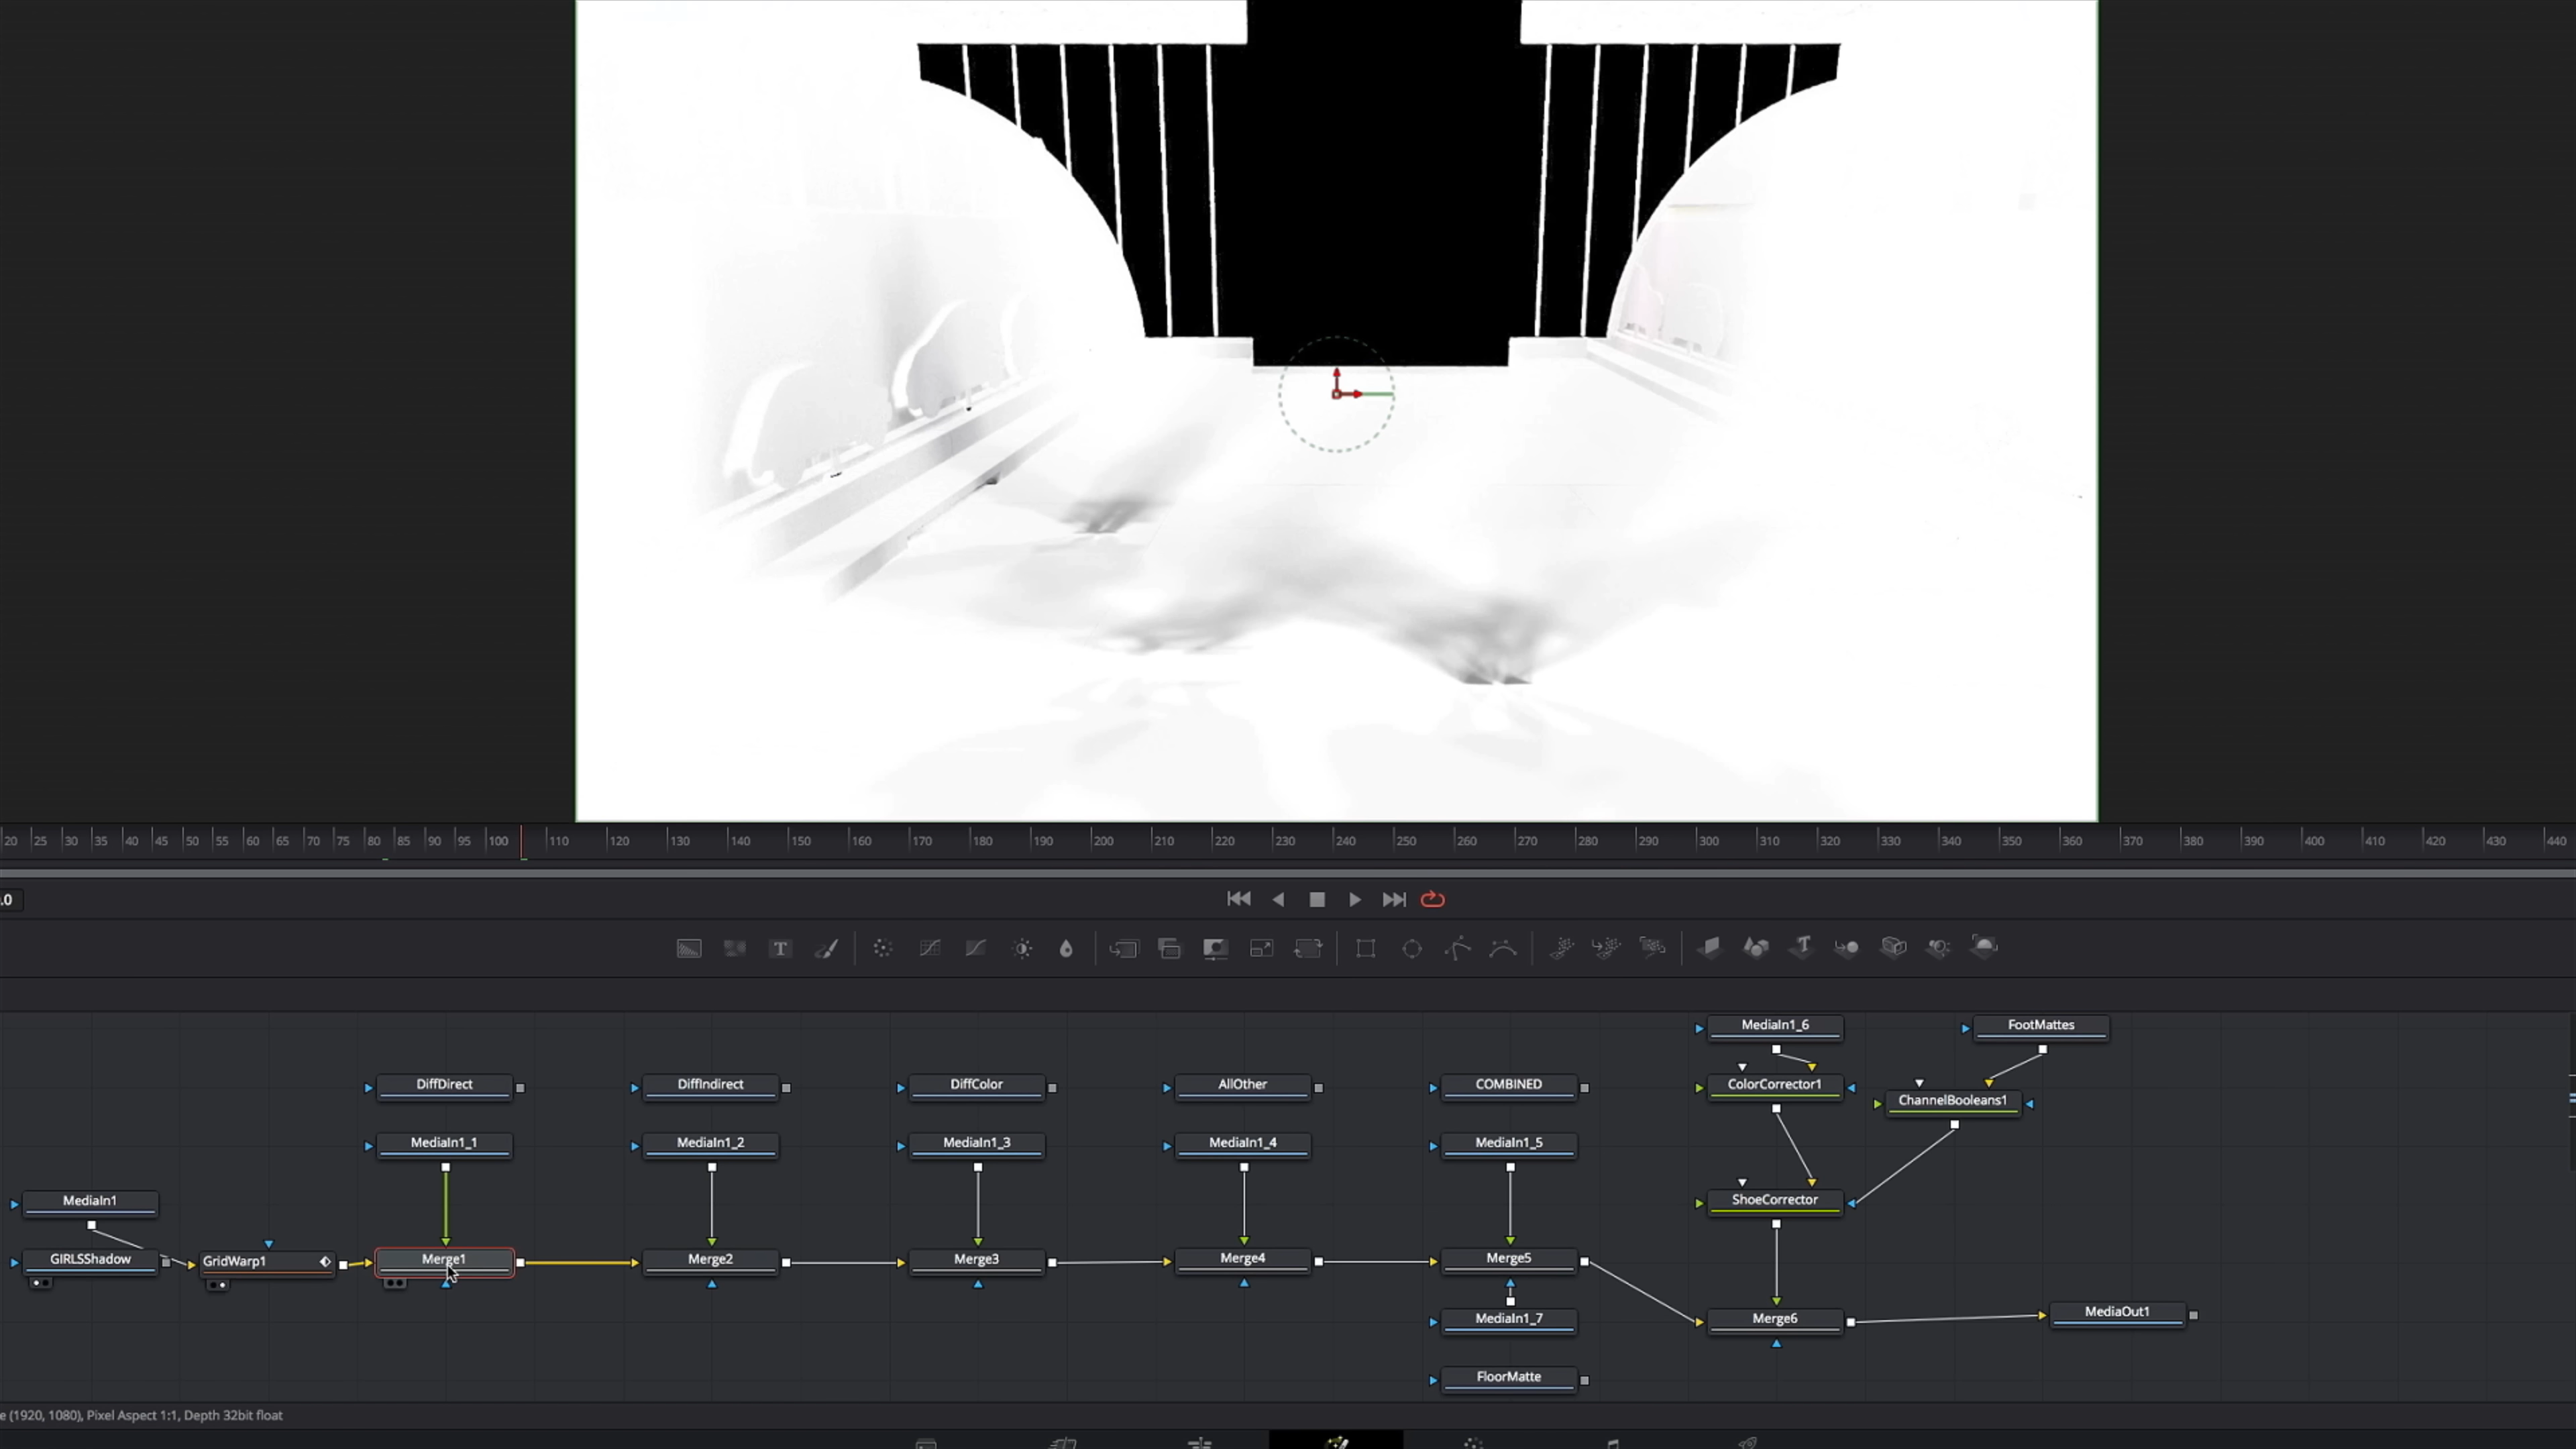 20 25 30 35 40 45 50 55 60 65 70 75 80 85 90 95 100 110 120 130 140 150 160 170 180 190 200 210 220 230 240 250 260 270 280 290 300 310 320 330 340 350 360 370 380 390 400 410 420 430 440
.0
T
MediaIn1_6 FootMattes
DiffDirect DiffIndirect DiffColor AllOther COMBINED ColorCorrector1 ChannelBooleans1
MediaIn1_1 MediaIn1_2 MediaIn1_3 MediaIn1_4 MediaIn1_5
MediaIn1 ShoeCorrector
GIRLSShadow GridWarp1 Merge1 Merge2 Merge3 Merge4 Merge5
MediaIn1_7 Merge6 MediaOut1
FloorMatte
e (1920, 1080), Pixel Aspect 1:1, Depth 32bit float